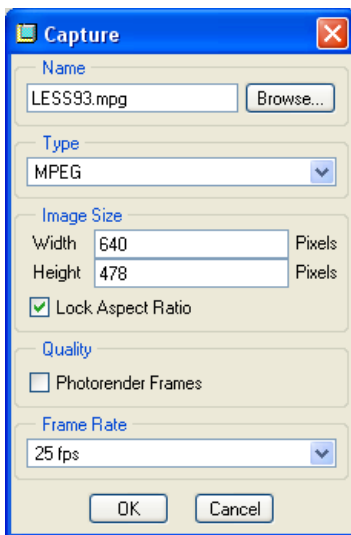 Capture
Name
LESS93.mpg Browse...
Type
MPEG
Image Size
Width 640 Pixels
Height 478 Pixels
Lock Aspect Ratio
Quality
Photorender Frames
Frame Rate
25 fps
OK Cancel